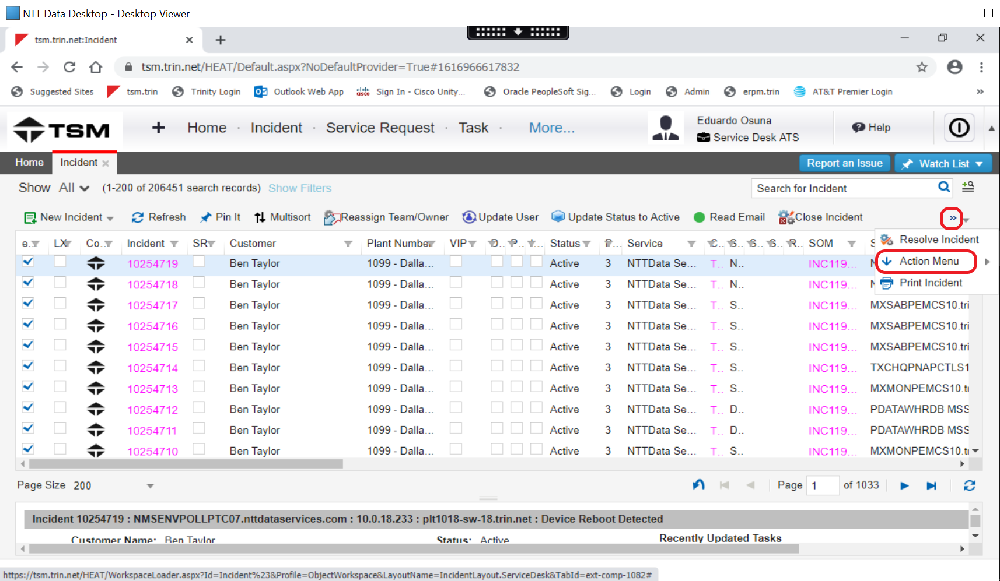 NTT Data Desktop - Desktop Viewer
tsm.trin.net:Incident
tsm.trin.net/HEAT/Default.aspx?NoDefaultProvider=True#1616966617832
Suggested Sites tsm.trin Trinity Login Outlook Web App Sign In - Cisco Unity... Oracle PeopleSoft Sig... Login Admin erpm.trin AT&T Premier Login »
TSM + Home · Incident · Service Request · Task · More... Eduardo Osuna Help
Service Desk ATS
Home Incident Report an Issue Watch List
Show All (1-200 of 206451 search records) Show Filters Search for Incident
New Incident Refresh Pin It Multisort Reassign Team/Owner Update User Update Status to Active Read Email Close Incident »
e.. LX Co... Incident SR Customer Plant Number VIP D.. P.. Status P... Service C.. S.. S.. S.. R.. SOM S
Resolve Incident
Action Menu
Print Incident
10254719 Ben Taylor 1099 - Dalla... Active 3 NTTData Se... T.. N.. INC119...
10254718 Ben Taylor 1099 - Dalla... Active 3 NTTData Se... T.. N.. INC119...
10254717 Ben Taylor 1099 - Dalla... Active 3 NTTData Se... T.. S.. INC119... MXSABPEMCS10.tri
10254716 Ben Taylor 1099 - Dalla... Active 3 NTTData Se... T.. S.. INC119... MXSABPEMCS10.tri
10254715 Ben Taylor 1099 - Dalla... Active 3 NTTData Se... T.. S.. INC119... MXSABPEMCS10.tri
10254714 Ben Taylor 1099 - Dalla... Active 3 NTTData Se... T.. S.. INC119... TXCHQPNAPCTLS1
10254713 Ben Taylor 1099 - Dalla... Active 3 NTTData Se... T.. S.. INC119... MXMONPEMCS10.tr
10254712 Ben Taylor 1099 - Dalla... Active 3 NTTData Se... T.. D.. INC119... PDATAWHRDB MSS
10254711 Ben Taylor 1099 - Dalla... Active 3 NTTData Se... T.. D.. INC119... PDATAWHRDB MSS
10254710 Ben Taylor 1099 - Dalla... Active 3 NTTData Se... T.. S.. INC119... MXMONPEMCS10.tr
Page Size 200 Page 1 of 1033
Incident 10254719 : NMSENVPOLLPTC07.nttdataservices.com : 10.0.18.233 : plt1018-sw-18.trin.net : Device Reboot Detected
Customer Name: Ben Taylor Status: Active Recently Updated Tasks
https://tsm.trin.net/HEAT/WorkspaceLoader.aspx?Id=Incident%23&Profile=ObjectWorkspace&LayoutName=IncidentLayout.ServiceDesk&TabId=ext-comp-1082#